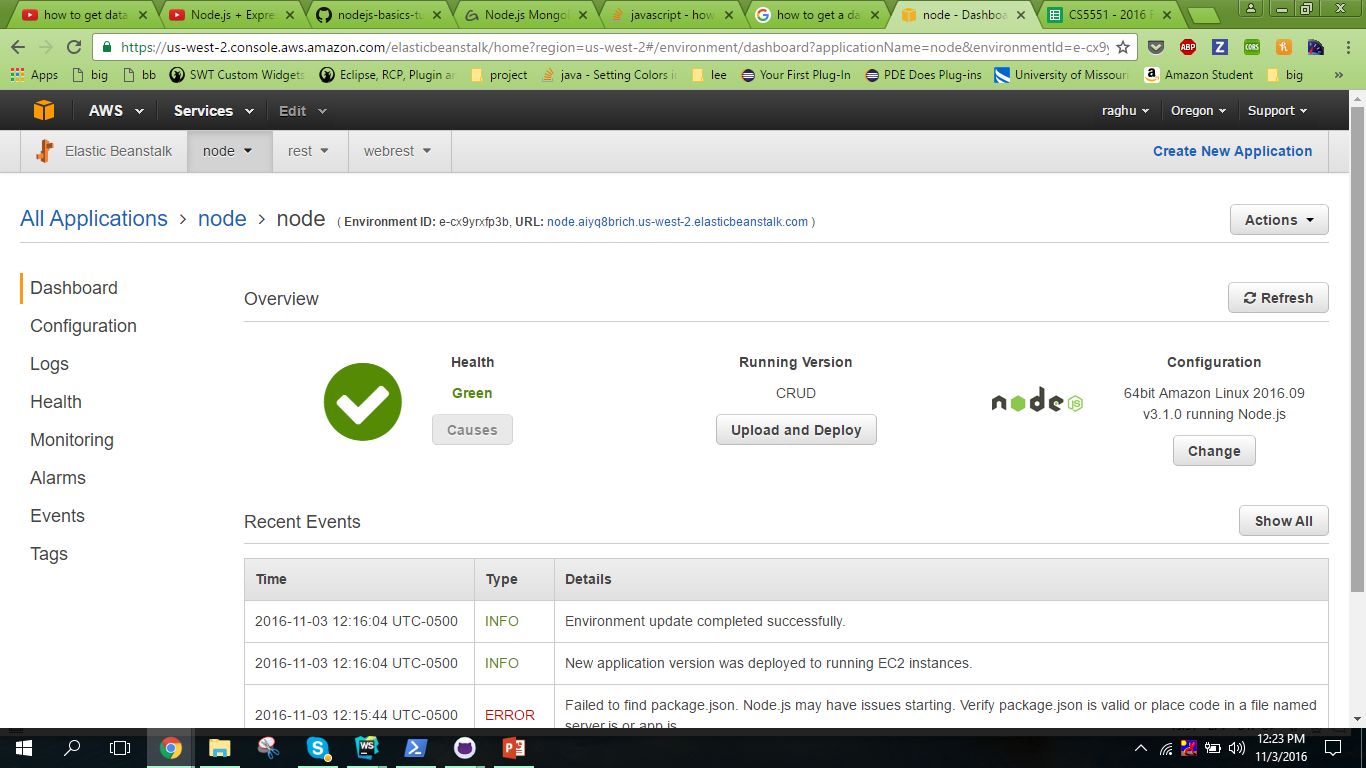 how to get data
Node.js + Expre
nodejs-basics-tu
Node.js Mongo
javascript - how
how to get a da
node - Dashboa
CS5551 - 2016 F
https://us-west-2.console.aws.amazon.com/elasticbeanstalk/home?region=us-west-2#/environment/dashboard?applicationName=node&environmentId=e-cx9y
ABP
Z
CORS
Apps
big
bb
SWT Custom Widgets
Eclipse, RCP, Plugin a
project
java - Setting Colors i
lee
Your First Plug-In
PDE Does Plug-ins
University of Missouri
Amazon Student
big
»
AWS
Services
Edit
raghu
Oregon
Support
Elastic Beanstalk
node
rest
webrest
Create New Application
All Applications > node > node ( Environment ID: e-cx9yrxfp3b, URL: node.aiyq8brich.us-west-2.elasticbeanstalk.com )
Actions
Dashboard
Configuration
Logs
Health
Monitoring
Alarms
Events
Tags
Overview
Refresh
Health
Green
Causes
Running Version
CRUD
Upload and Deploy
node
JS
Configuration
64bit Amazon Linux 2016.09
v3.1.0 running Node.js
Change
Recent Events
Show All
Time Type Details
2016-11-03 12:16:04 UTC-0500 INFO Environment update completed successfully.
2016-11-03 12:16:04 UTC-0500 INFO New application version was deployed to running EC2 instances.
2016-11-03 12:15:44 UTC-0500 ERROR Failed to find package.json. Node.js may have issues starting. Verify package.json is valid or place code in a file named
server.js or app.js.
WS
12:23 PM
11/3/2016